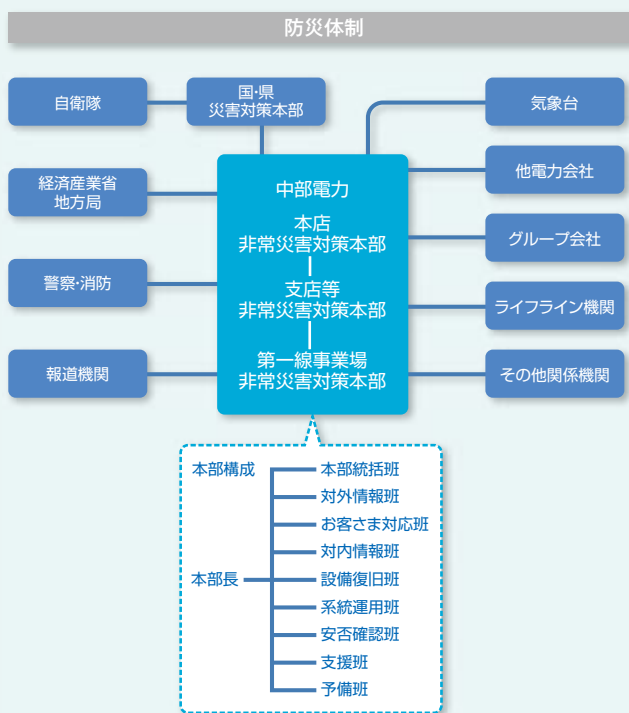 防災体制
自衛隊
国・県
災害対策本部
気象台
経済産業省
地方局
他電力会社
グループ会社
警察・消防
ライフライン機関
報道機関
その他関係機関
中部電力
本店
非常災害対策本部
支店等
非常災害対策本部
第一線事業場
非常災害対策本部
本部構成
本部長
本部統括班
対外情報班
お客さま対応班
対内情報班
設備復旧班
系統運用班
安否確認班
支援班
予備班